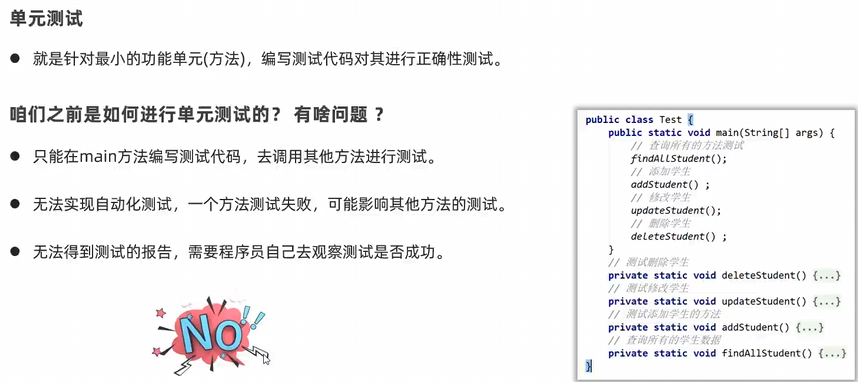 单元测试
● 就是针对最小的功能单元(方法)，编写测试代码对其进行正确性测试。
咱们之前是如何进行单元测试的？ 有啥问题 ？
● 只能在main方法编写测试代码，去调用其他方法进行测试。
● 无法实现自动化测试，一个方法测试失败，可能影响其他方法的测试。
● 无法得到测试的报告，需要程序员自己去观察测试是否成功。
No!!
public class Test {
public static void main(String[] args) {
// 查询所有的方法测试
findAllStudent();
// 添加学生
addStudent() ;
// 修改学生
updateStudent();
// 删除学生
deleteStudent() ;
}
// 测试删除学生
private static void deleteStudent() {...}
// 测试修改学生
private static void updateStudent() {...}
// 测试添加学生的方法
private static void addStudent() {...}
// 查询所有的学生数据
private static void findAllStudent() {...}
}